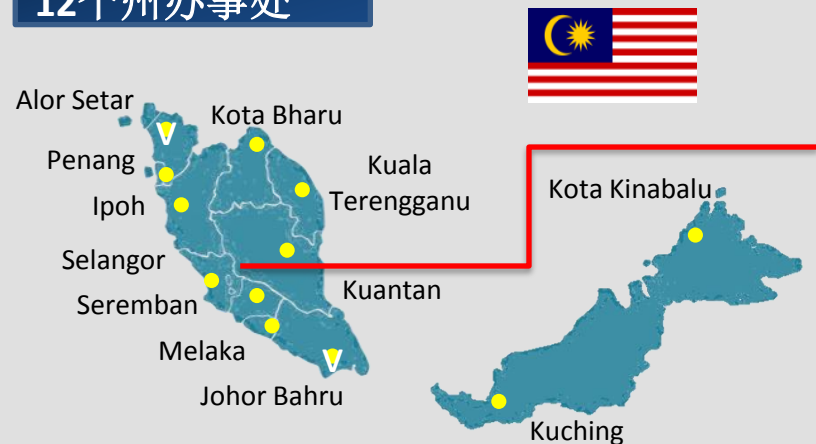 12个州办事处
Alor Setar
Kota Bharu
Penang
Kuala
Terengganu
Ipoh
Kota Kinabalu
Selangor
Kuantan
Seremban
Melaka
Johor Bahru
Kuching
V
V